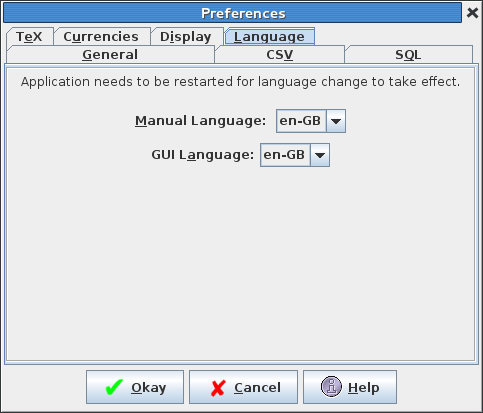 Preferences
TeX Currencies Display Language
General CSV SQL
Application needs to be restarted for language change to take effect.
Manual Language: en-GB
GUI Language: en-GB
Okay Cancel Help